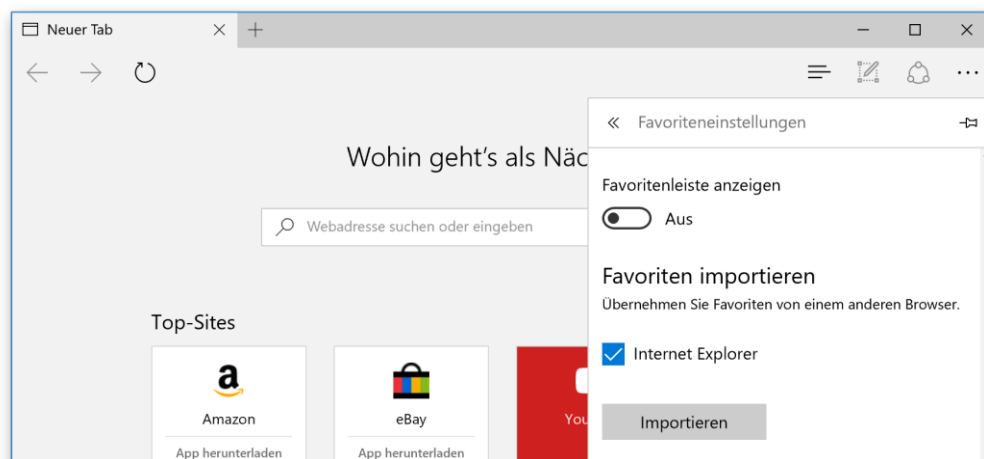 Neuer Tab
Favoriteneinstellungen
Wohin geht's als Näc
Favoritenleiste anzeigen
Aus
Webadresse suchen oder eingeben
Favoriten importieren
Übernehmen Sie Favoriten von einem anderen Browser.
Top-Sites
Internet Explorer
a
Amazon
eBay
You
Importieren
App herunterladen
App herunterladen